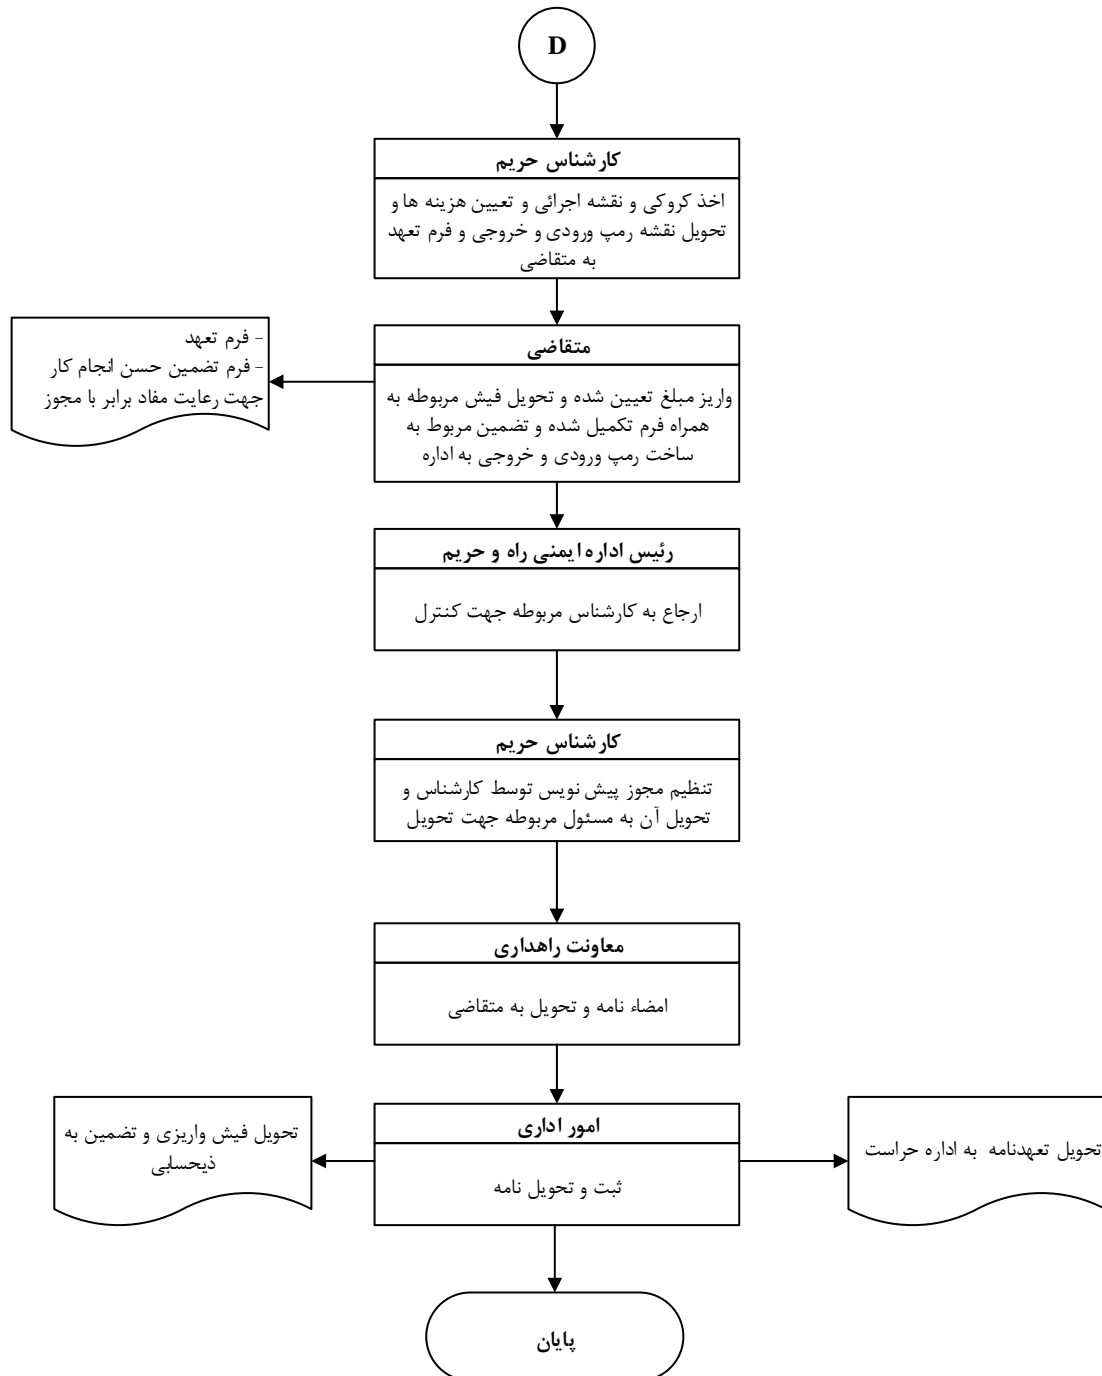 D
کارشناس حریم
اخذ کروکی و نقشه اجرائی و تعیین هزینه ها و
تحویل نقشه رمپ ورودی و خروجی و فرم تعهد
به متقاضی
متقاضی
واریز مبلغ تعیین شده و تحویل فیش مربوطه به
همراه فرم تکمیل شده و تضمین مربوط به
ساخت رمپ ورودی و خروجی به اداره
- فرم تعهد
- فرم تضمین حسن انجام کار
جهت رعایت مفاد برابر با مجوز
رئیس اداره ایمنی راه و حریم
ارجاع به کارشناس مربوطه جهت کنترل
کارشناس حریم
تنظیم مجوز پیش نویس توسط کارشناس و
تحویل آن به مسئول مربوطه جهت تحویل
معاونت راهداری
امضاء نامه و تحویل به متقاضی
امور اداری
ثبت و تحویل نامه
تحویل تعهدنامه به اداره حراست
تحویل فیش واریزی و تضمین به
ذیحسابی
پایان